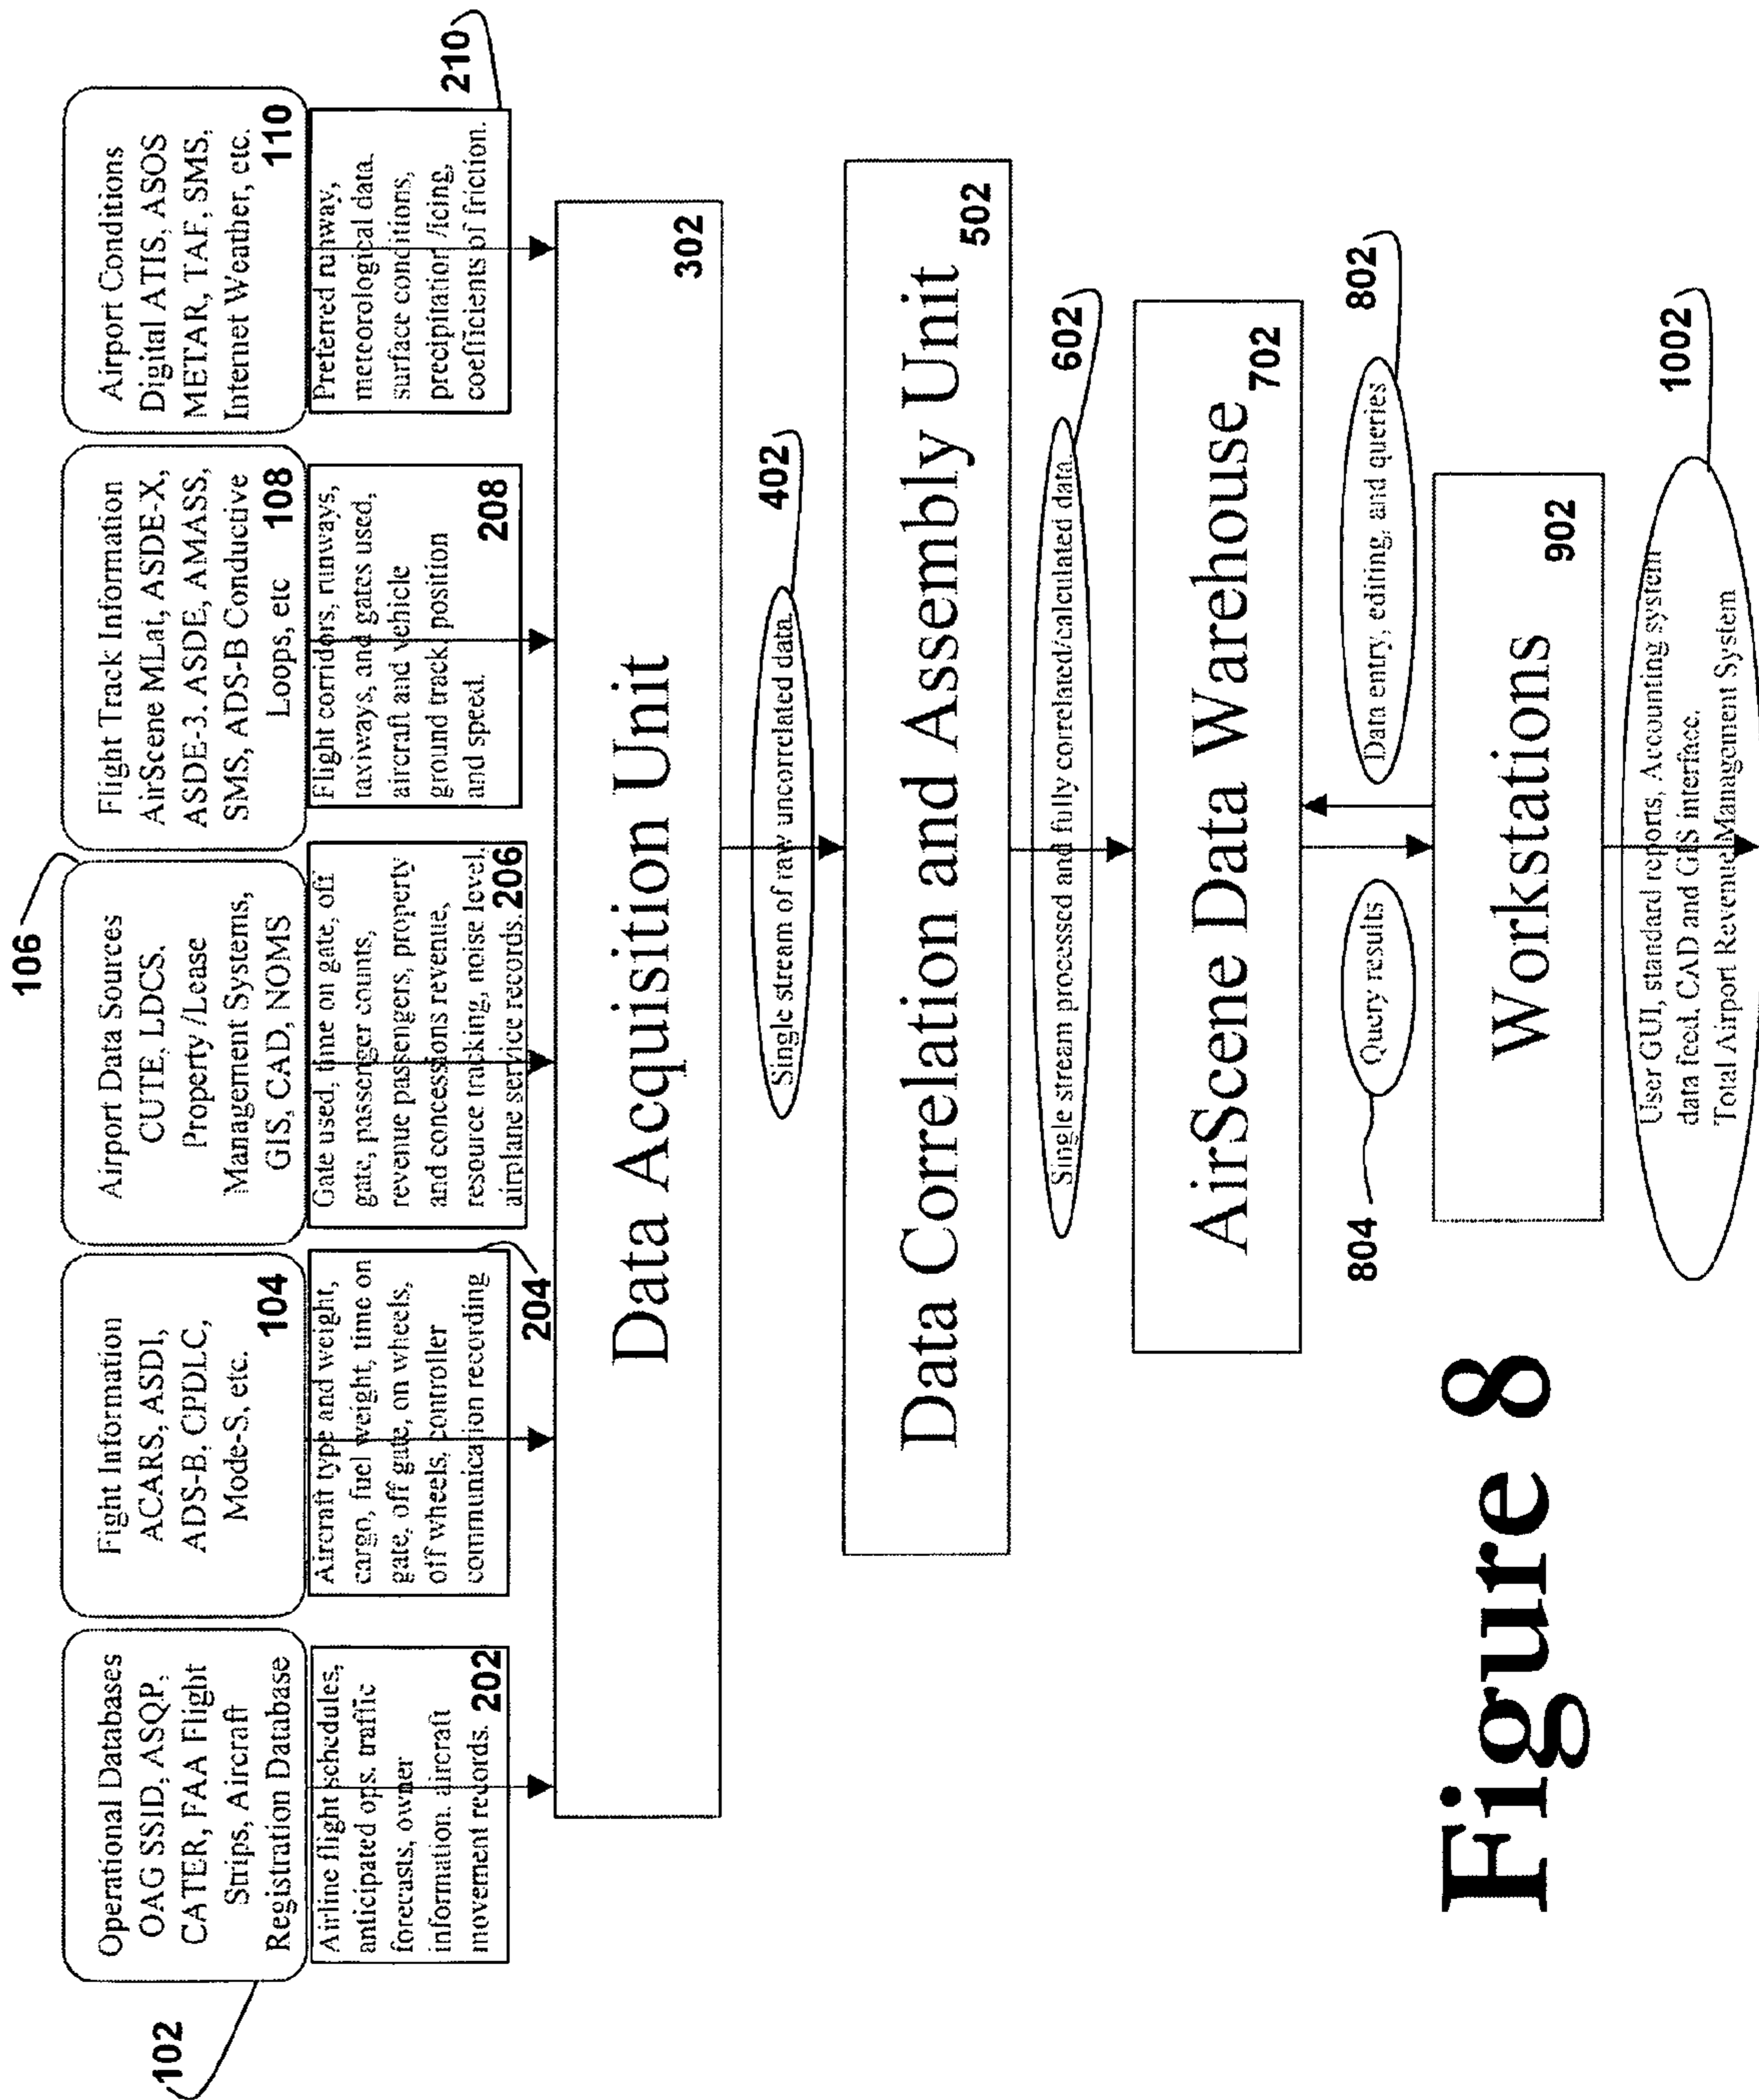 102
Operational Databases
OAG SSID, ASQP,
CATER, FAA Flight
Strips, Aircraft
Registration Database
Airline flight schedules,
anticipated ops. traffic
forecasts, owner
information. aircraft
movement records. 202
Fight Information
ACARS, ASDI,
ADS-B, CPDLC,
Mode-S, etc.
104
Aircraft type and weight,
cargo, fuel weight, time on
gate, off gate, on wheels,
off wheels, controller
communication recording
204
106
Airport Data Sources
CUTE, LDCS.
Property/Lease
Management Systems,
GIS, CAD, NOMS
Gate used, time on gate, off
gate, passenger counts,
revenue passengers, property
and concessions revenue,
resource tracking, noise level,
airplane service records. 206
Flight Track Information
AirScene MLat, ASDE-X,
ASDE-3. ASDE, AMASS,
SMS, ADS-B Conductive
Loops, etc 108
Flight corridors, runways,
taxiways, and gates used,
aircraft and vehicle
ground track, position
and speed.
208
Airport Conditions
Digital ATIS, ASOS
METAR, TAF, SMS,
Internet Weather, etc.
110
Preferred runway,
meteorological data.
surface conditions,
precipitation/icing,
coefficients of friction.
210
Data Acquisition Unit
302
Single stream of raw uncorrelated data.
402
Data Correlation and Assembly Unit
502
Single stream processed and fully correlated/calculated data.
602
AirScene Data Warehouse
702
804
Query results
Data entry, editing, and queries
802
Workstations
902
User GUI, standard reports, Accounting system
data feed, CAD and GIS interface.
Total Airport Revenue Management System
1002
Figure 8